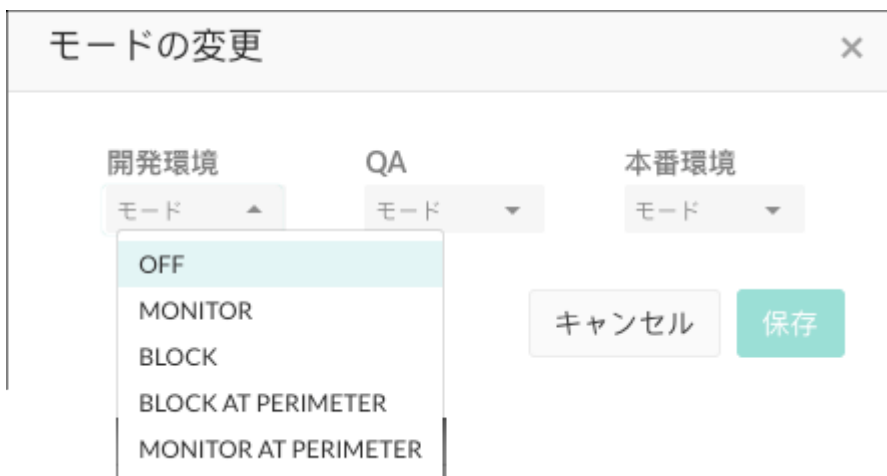 モードの変更
開発環境 QA 本番環境
モード モード モード
OFF
MONITOR
BLOCK
BLOCK AT PERIMETER
MONITOR AT PERIMETER
キャンセル 保存